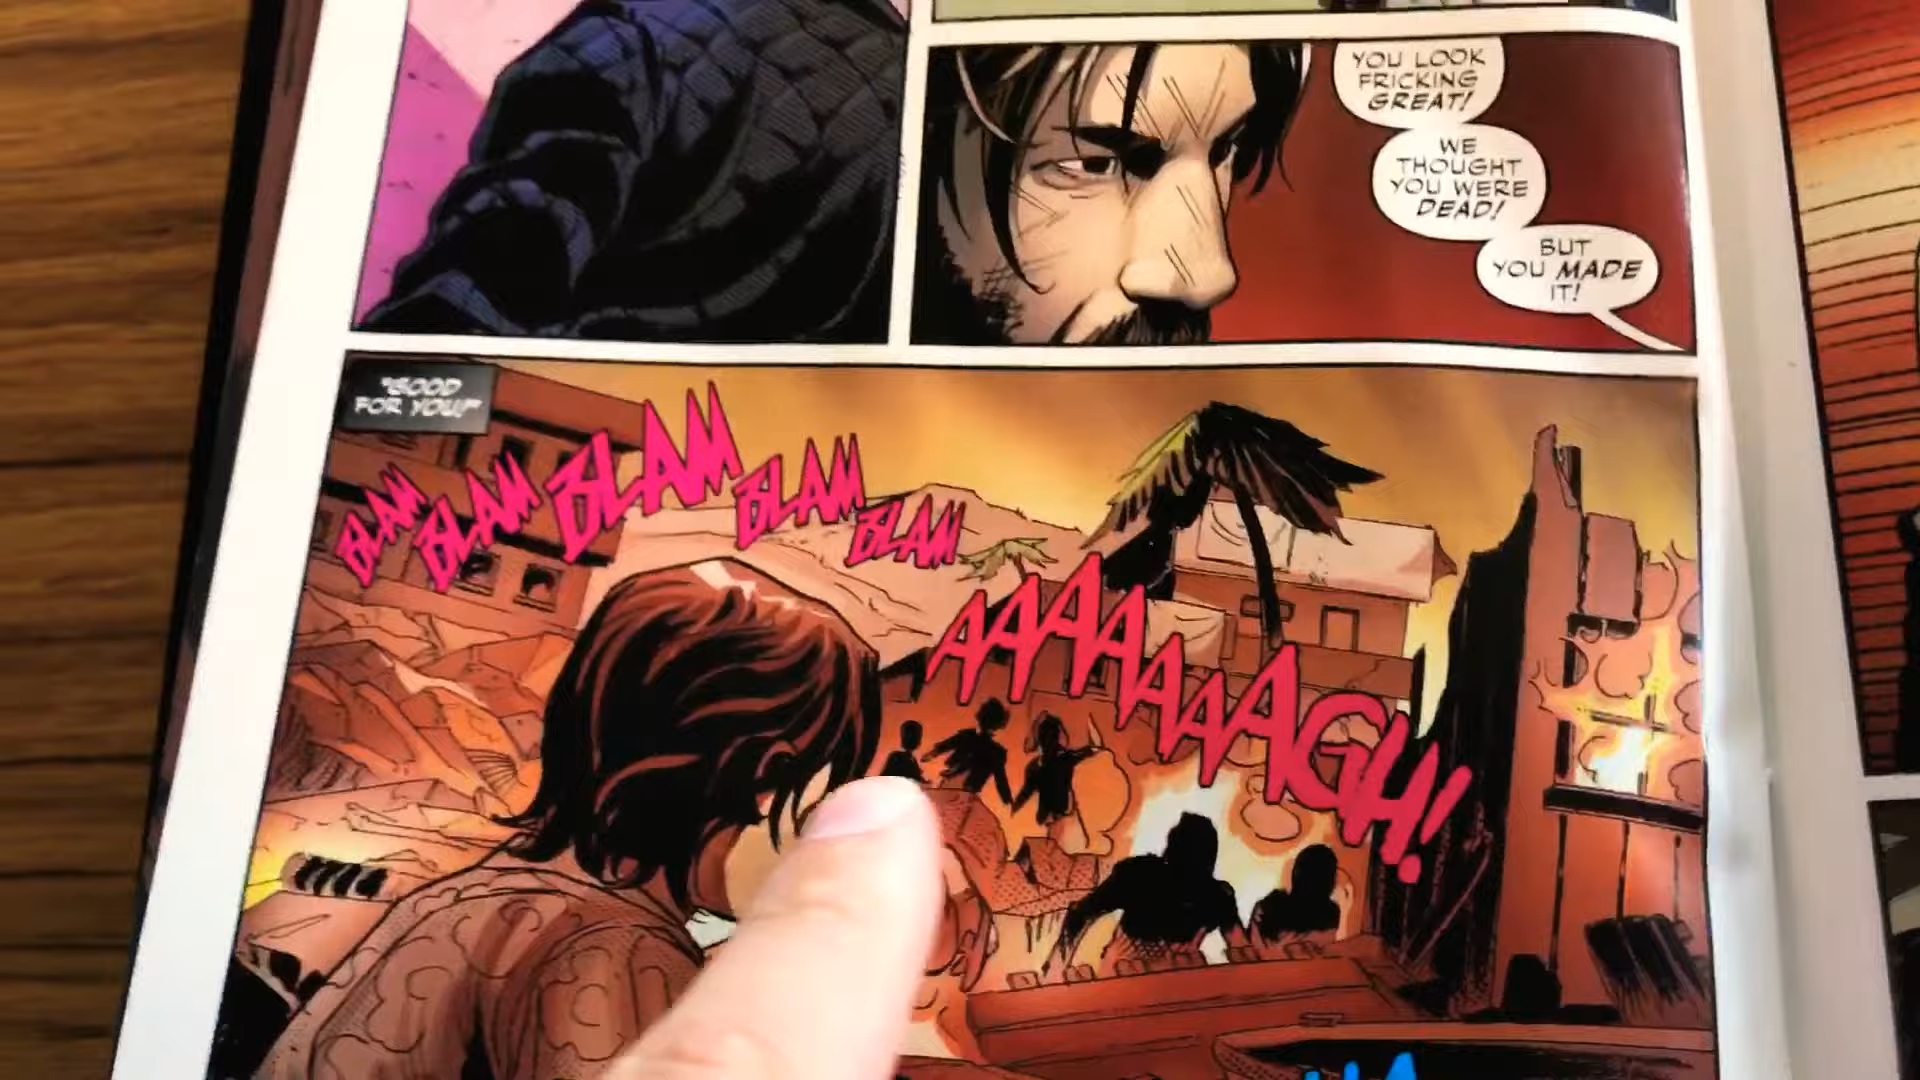 YOU LOOK
FRICKING
GREAT!
WE
THOUGHT
YOU WERE
DEAD!
BUT
YOU MADE
IT!
"GOOD
FOR YOU!"
BLAM
BLAM
BLAM
BLAM
BLAM
AAAAAAAAGH!